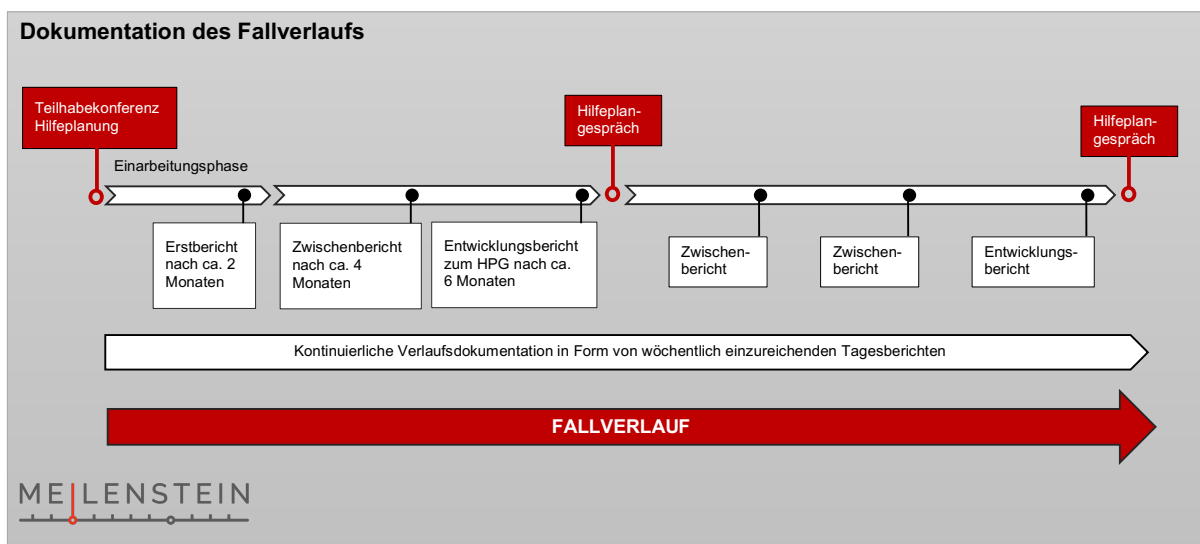 Dokumentation des Fallverlaufs
Teilhabekonferenz
Hilfeplanung
Hilfeplan-
gespräch
Hilfeplan-
gespräch
Einarbeitungsphase
Erstbericht
nach ca. 2
Monaten
Zwischenbericht
nach ca. 4
Monaten
Entwicklungsbericht
zum HPG nach ca.
6 Monaten
Zwischen-
bericht
Zwischen-
bericht
Entwicklungs-
bericht
Kontinuierliche Verlaufsdokumentation in Form von wöchentlich einzureichenden Tagesberichten
FALLVERLAUF
MEILENSTEIN